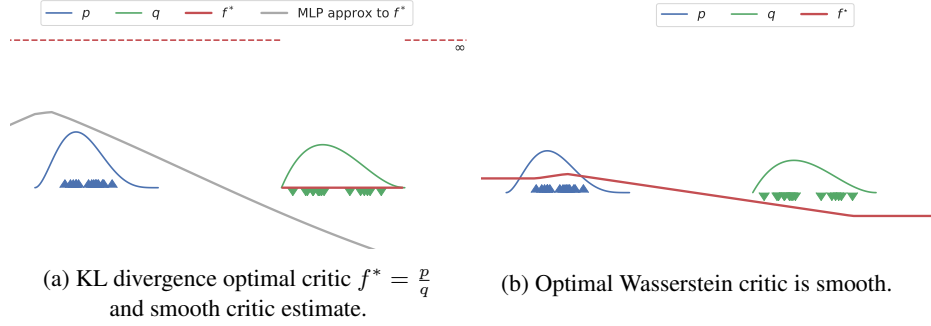 p q f* MLP approx to f*
∞
p q f*
(a) KL divergence optimal critic f* = p/q
and smooth critic estimate.
(b) Optimal Wasserstein critic is smooth.